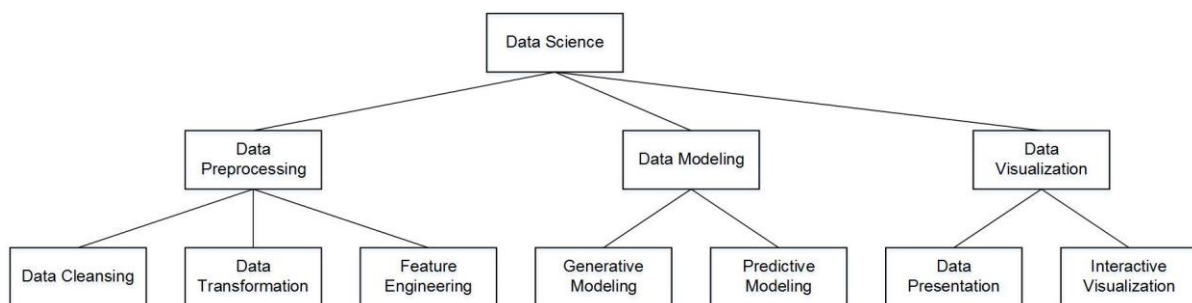 Data Science
Data
Preprocessing
Data Modeling
Data
Visualization
Data Cleansing
Data
Transformation
Feature
Engineering
Generative
Modeling
Predictive
Modeling
Data
Presentation
Interactive
Visualization